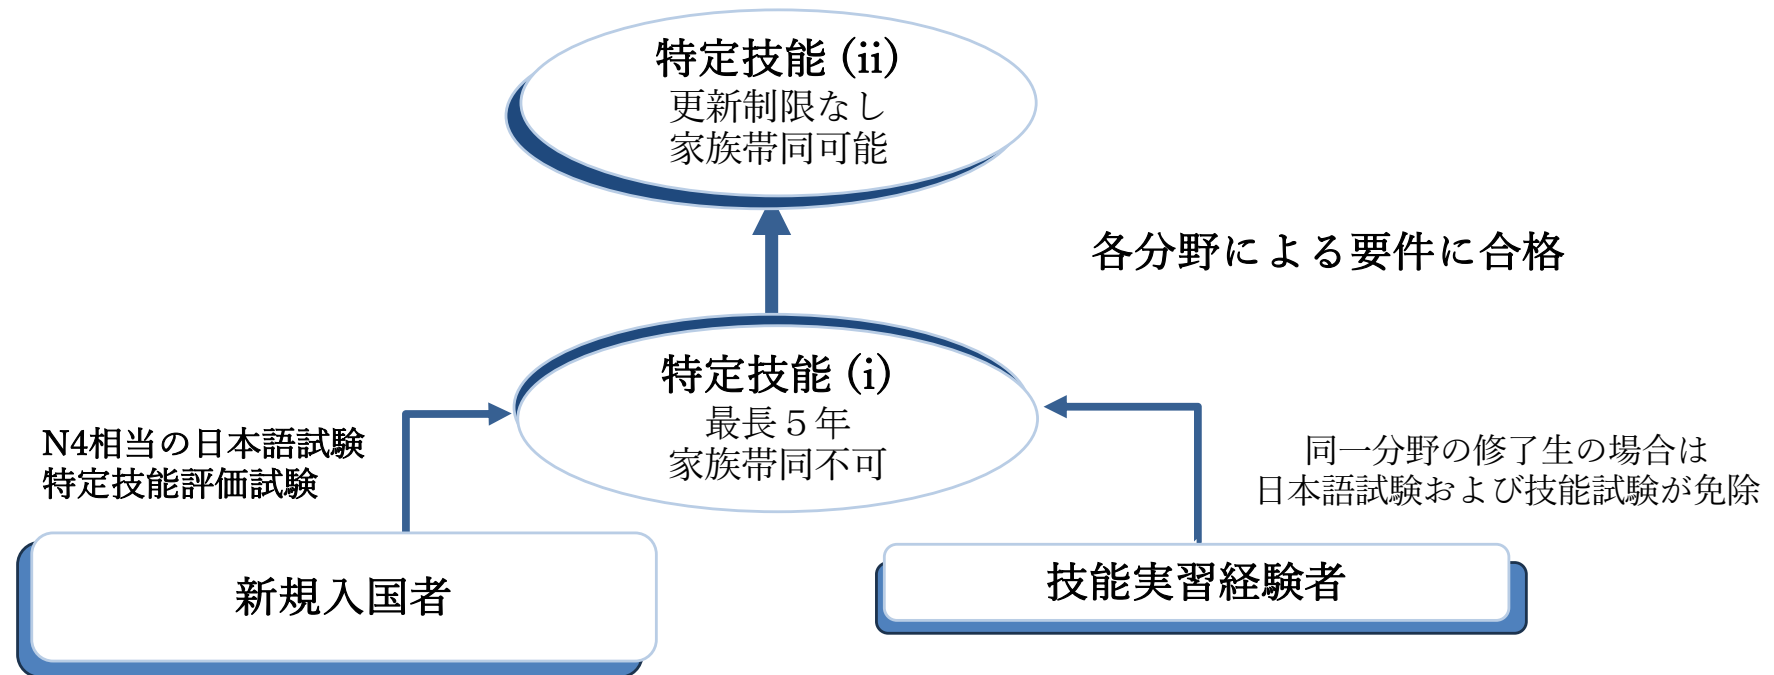 特定技能 (ii)
更新制限なし
家族帯同可能
各分野による要件に合格
特定技能 (i)
最長５年
家族帯同不可
N4相当の日本語試験
特定技能評価試験
同一分野の修了生の場合は
日本語試験および技能試験が免除
新規入国者
技能実習経験者